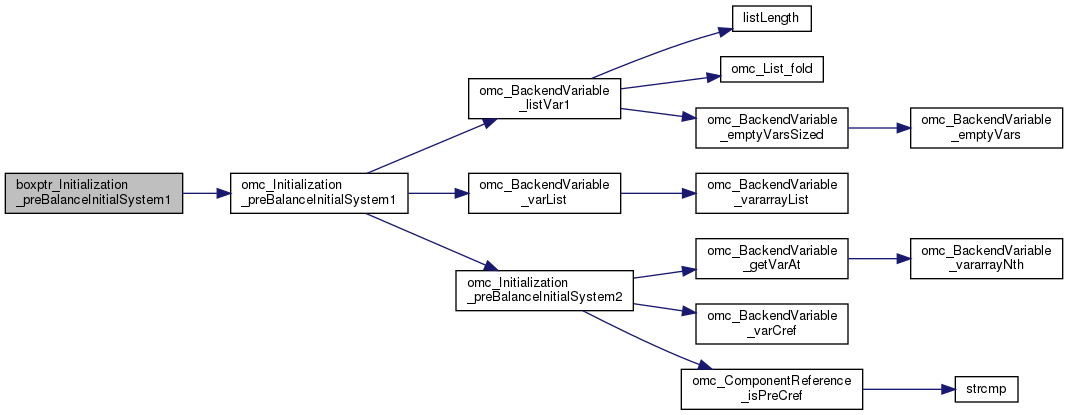 boxptr_Initialization
_preBalanceInitialSystem1
omc_Initialization
_preBalanceInitialSystem1
omc_BackendVariable
_listVar1
listLength
omc_List_fold
omc_BackendVariable
_emptyVarsSized
omc_BackendVariable
_emptyVars
omc_BackendVariable
_varList
omc_BackendVariable
_vararrayList
omc_Initialization
_preBalanceInitialSystem2
omc_BackendVariable
_getVarAt
omc_BackendVariable
_vararrayNth
omc_BackendVariable
_varCref
omc_ComponentReference
_isPreCref
strcmp